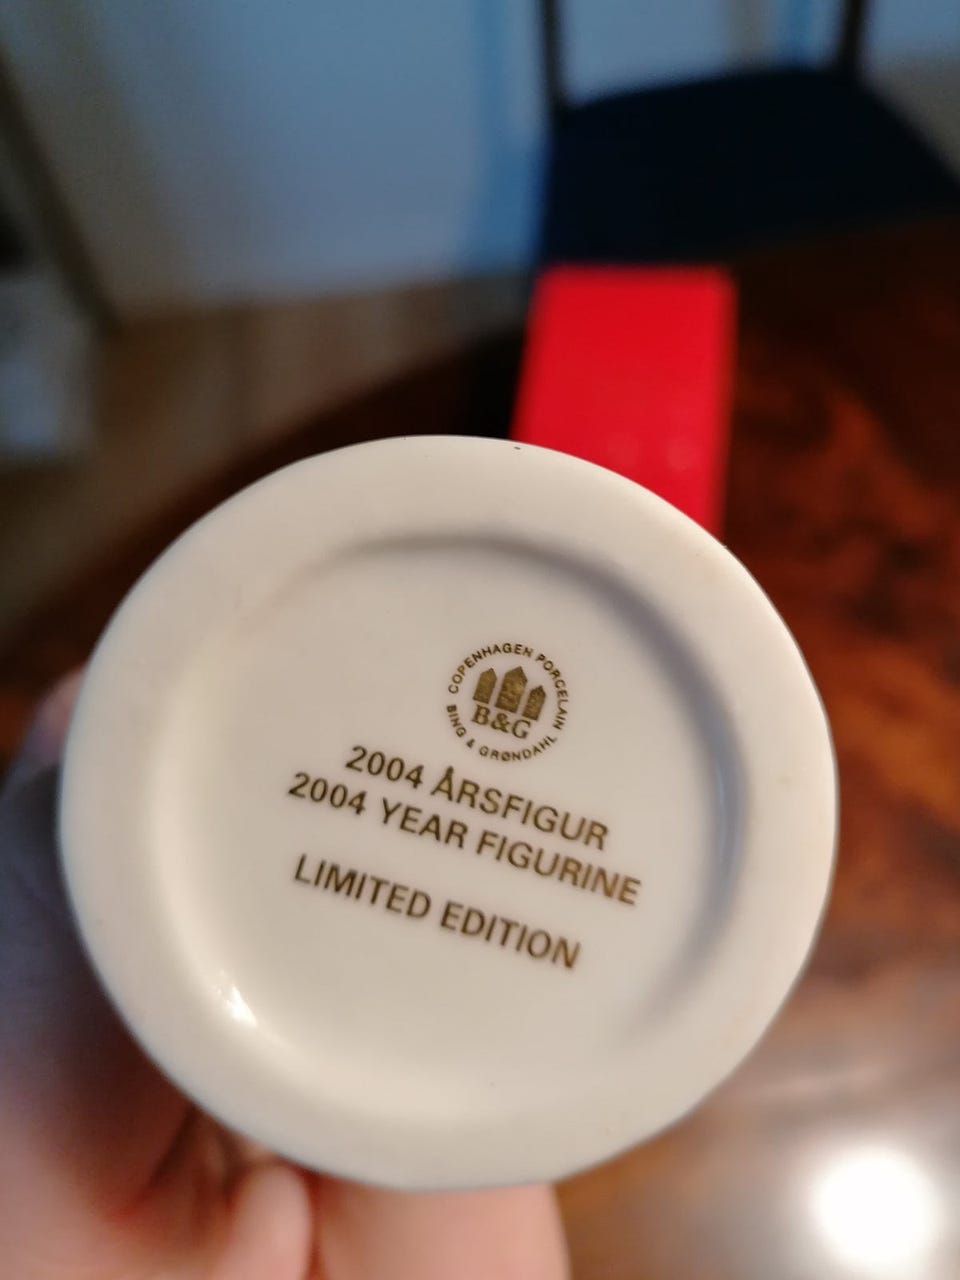 COPENHAGEN PORCELAIN
B&G
BING & GRØNDAHL
2004 ÅRSFIGUR
2004 YEAR FIGURINE
LIMITED EDITION